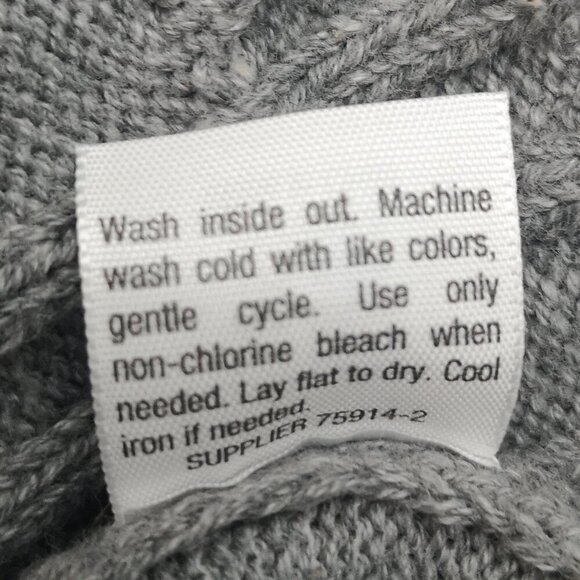 Wash inside out. Machine
wash cold with like colors,
gentle cycle. Use only
non-chlorine bleach when
needed. Lay flat to dry. Cool
iron if needed.
SUPPLIER 75914-2